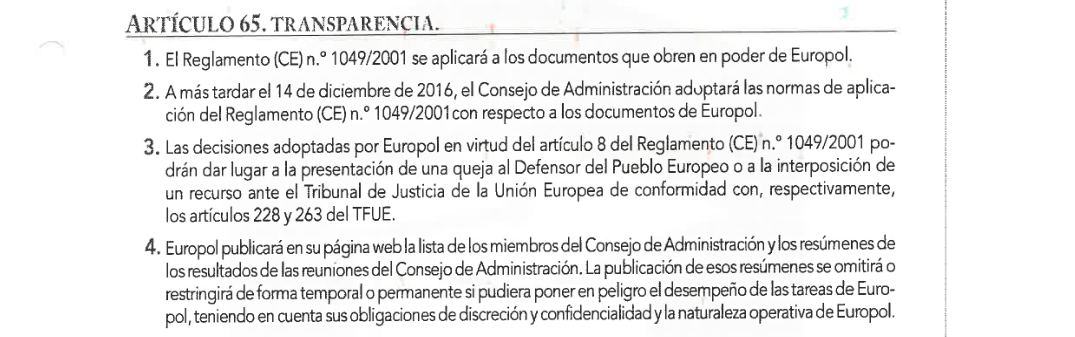 ARTÍCULO 65. TRANSPARENCIA.
1. El Reglamento (CE) n.º 1049/2001 se aplicará a los documentos que obren en poder de Europol.
2. A más tardar el 14 de diciembre de 2016, el Consejo de Administración adoptará las normas de aplica-
ción del Reglamento (CE) n.º 1049/2001 con respecto a los documentos de Europol.
3. Las decisiones adoptadas por Europol en virtud del artículo 8 del Reglamento (CE) n.º 1049/2001 po-
drán dar lugar a la presentación de una queja al Defensor del Pueblo Europeo o a la interposición de
un recurso ante el Tribunal de Justicia de la Unión Europea de conformidad con, respectivamente,
los artículos 228 y 263 del TFUE.
4. Europol publicará en su página web la lista de los miembros del Consejo de Administración y los resúmenes de
los resultados de las reuniones del Consejo de Administración. La publicación de esos resúmenes se omitirá o
restringirá de forma temporal o permanente si pudiera poner en peligro el desempeño de las tareas de Euro-
pol, teniendo en cuenta sus obligaciones de discreción y confidencialidad y la naturaleza operativa de Europol.